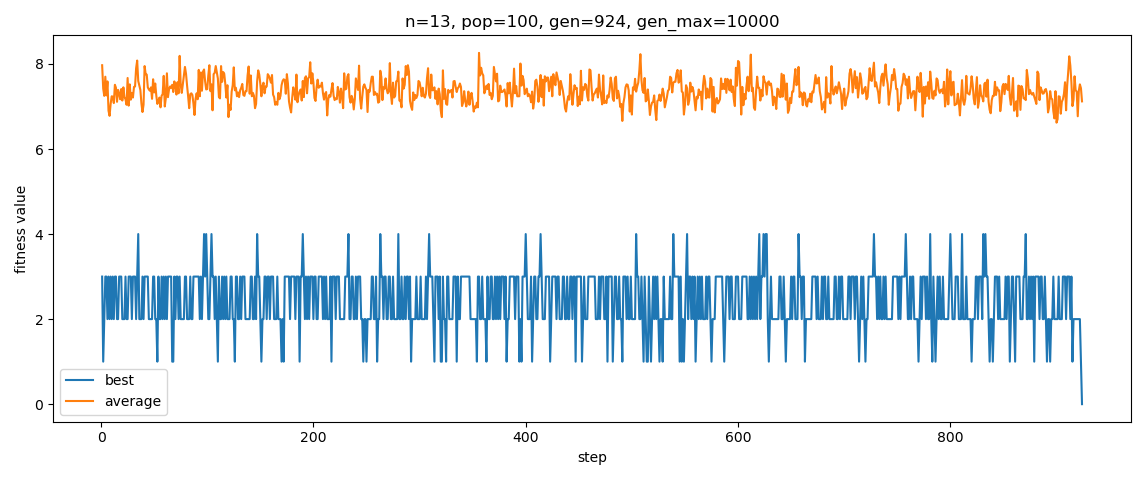 n=13, pop=100, gen=924, gen_max=10000
fitness value
8
6
4
2
0
best
average
0 200 400 600 800
step